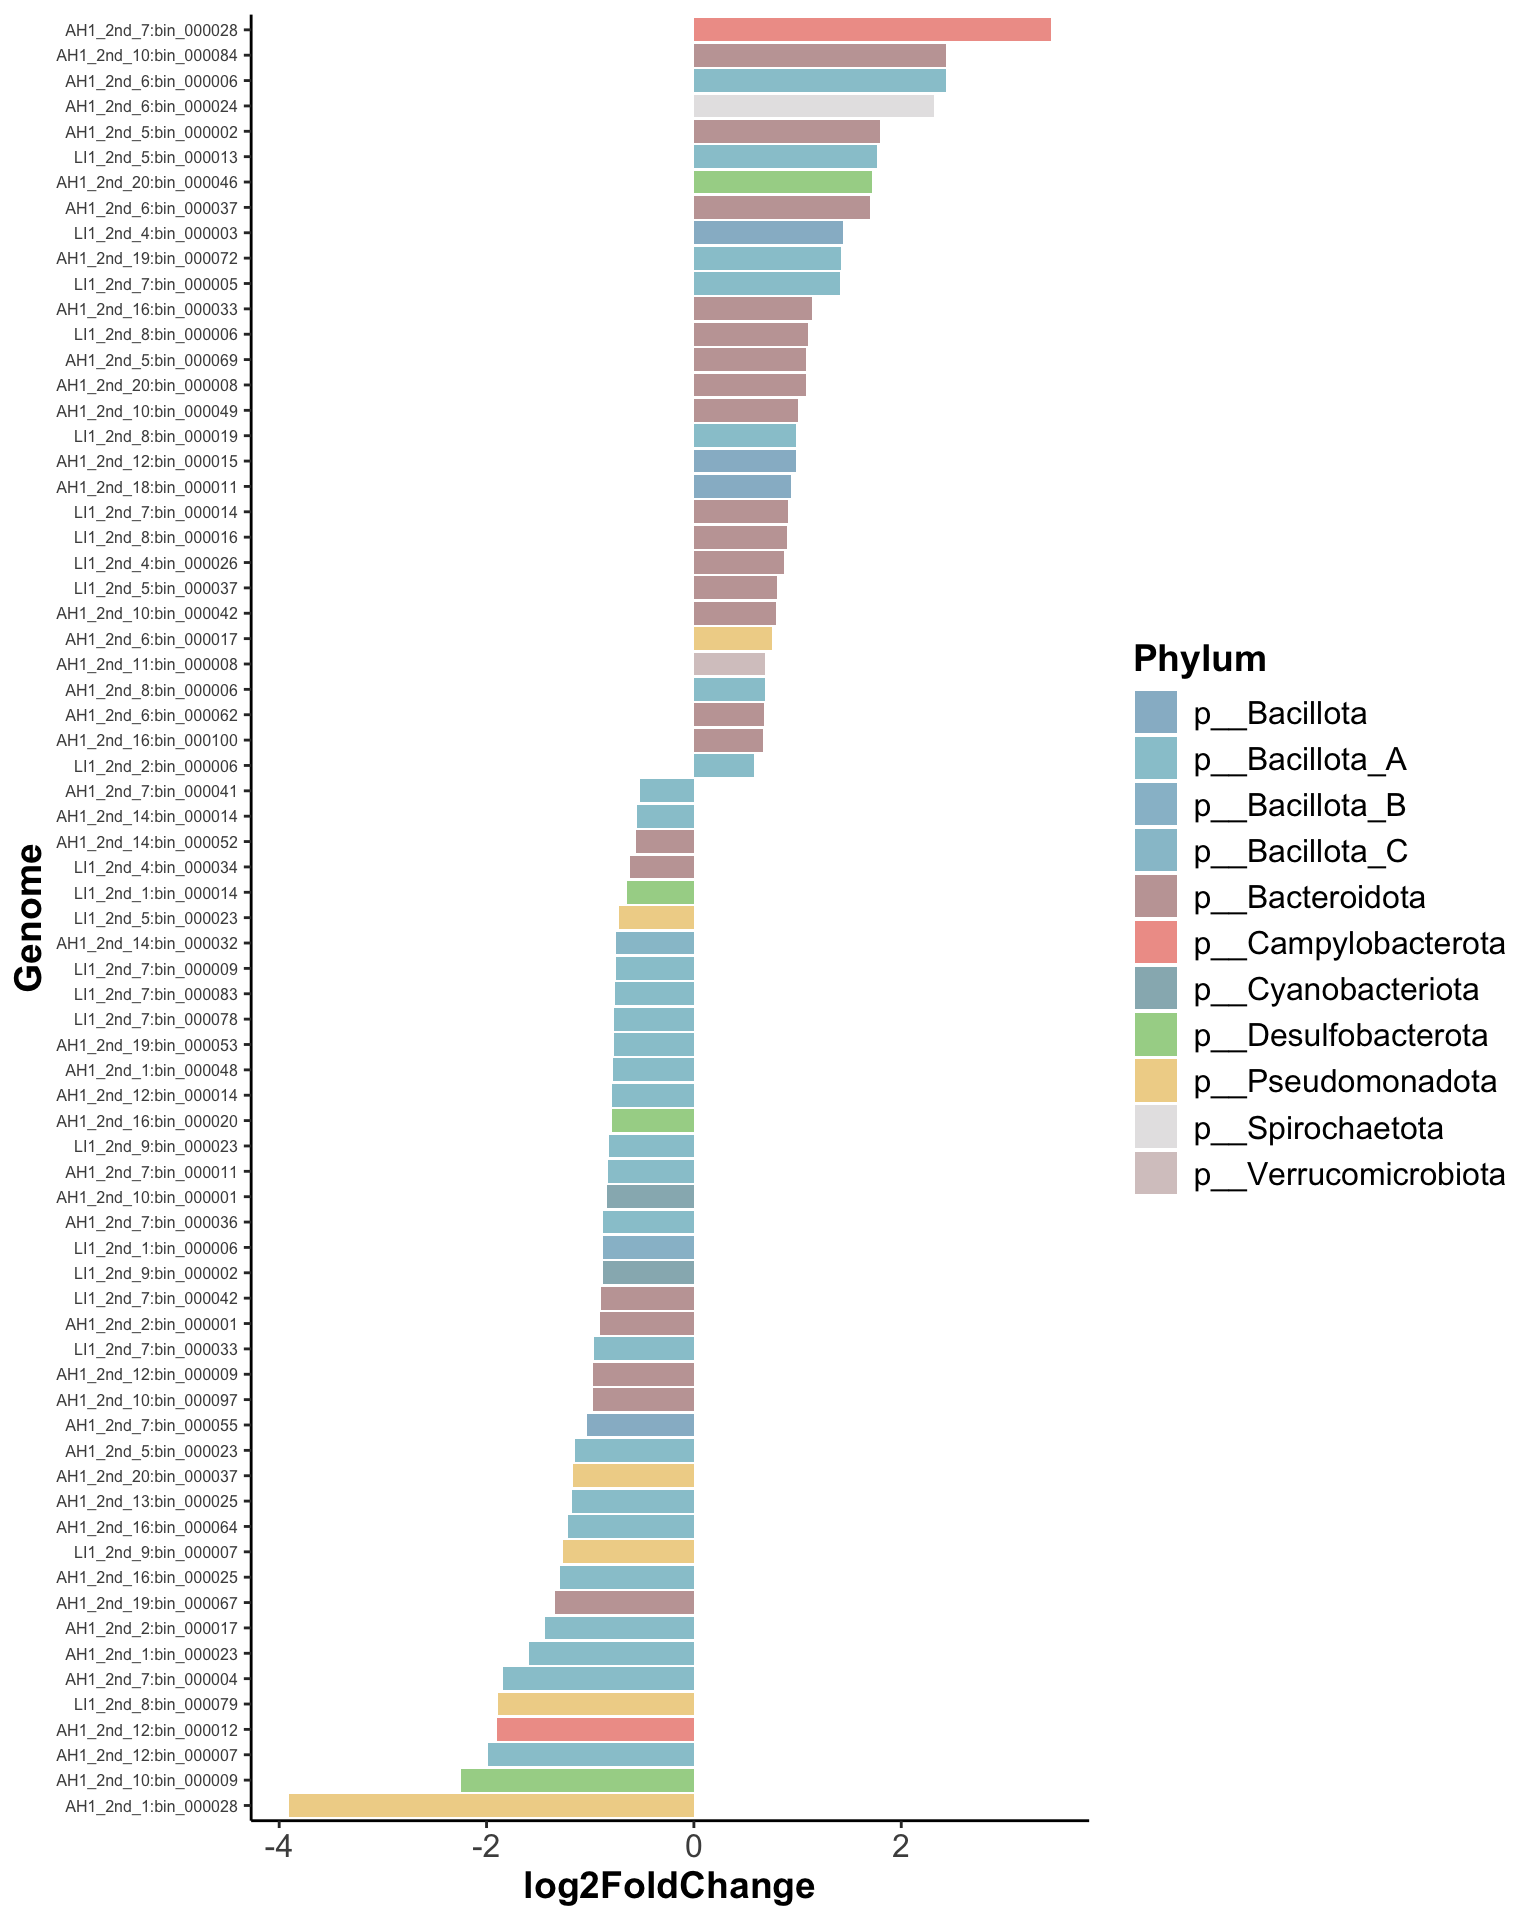 AH1_2nd_7:bin_000028
AH1_2nd_10:bin_000084
AH1_2nd_6:bin_000006
AH1_2nd_6:bin_000024
AH1_2nd_5:bin_000002
LI1_2nd_5:bin_000013
AH1_2nd_20:bin_000046
AH1_2nd_6:bin_000037
LI1_2nd_4:bin_000003
AH1_2nd_19:bin_000072
LI1_2nd_7:bin_000005
AH1_2nd_16:bin_000033
LI1_2nd_8:bin_000006
AH1_2nd_5:bin_000069
AH1_2nd_20:bin_000008
AH1_2nd_10:bin_000049
LI1_2nd_8:bin_000019
AH1_2nd_12:bin_000015
AH1_2nd_18:bin_000011
LI1_2nd_7:bin_000014
LI1_2nd_8:bin_000016
LI1_2nd_4:bin_000026
LI1_2nd_5:bin_000037
AH1_2nd_10:bin_000042
AH1_2nd_6:bin_000017
AH1_2nd_11:bin_000008
AH1_2nd_8:bin_000006
AH1_2nd_6:bin_000062
AH1_2nd_16:bin_000100
LI1_2nd_2:bin_000006
AH1_2nd_7:bin_000041
AH1_2nd_14:bin_000014
AH1_2nd_14:bin_000052
LI1_2nd_4:bin_000034
LI1_2nd_1:bin_000014
LI1_2nd_5:bin_000023
AH1_2nd_14:bin_000032
LI1_2nd_7:bin_000009
LI1_2nd_7:bin_000083
LI1_2nd_7:bin_000078
AH1_2nd_19:bin_000053
AH1_2nd_1:bin_000048
AH1_2nd_12:bin_000014
AH1_2nd_16:bin_000020
LI1_2nd_9:bin_000023
AH1_2nd_7:bin_000011
AH1_2nd_10:bin_000001
AH1_2nd_7:bin_000036
LI1_2nd_1:bin_000006
LI1_2nd_9:bin_000002
LI1_2nd_7:bin_000042
AH1_2nd_2:bin_000001
LI1_2nd_7:bin_000033
AH1_2nd_12:bin_000009
AH1_2nd_10:bin_000097
AH1_2nd_7:bin_000055
AH1_2nd_5:bin_000023
AH1_2nd_20:bin_000037
AH1_2nd_13:bin_000025
AH1_2nd_16:bin_000064
LI1_2nd_9:bin_000007
AH1_2nd_16:bin_000025
AH1_2nd_19:bin_000067
AH1_2nd_2:bin_000017
AH1_2nd_1:bin_000023
AH1_2nd_7:bin_000004
LI1_2nd_8:bin_000079
AH1_2nd_12:bin_000012
AH1_2nd_12:bin_000007
AH1_2nd_10:bin_000009
AH1_2nd_1:bin_000028
Genome
-4 -2 0 2
log2FoldChange
Phylum
p__Bacillota
p__Bacillota_A
p__Bacillota_B
p__Bacillota_C
p__Bacteroidota
p__Campylobacterota
p__Cyanobacteriota
p__Desulfobacterota
p__Pseudomonadota
p__Spirochaetota
p__Verrucomicrobiota